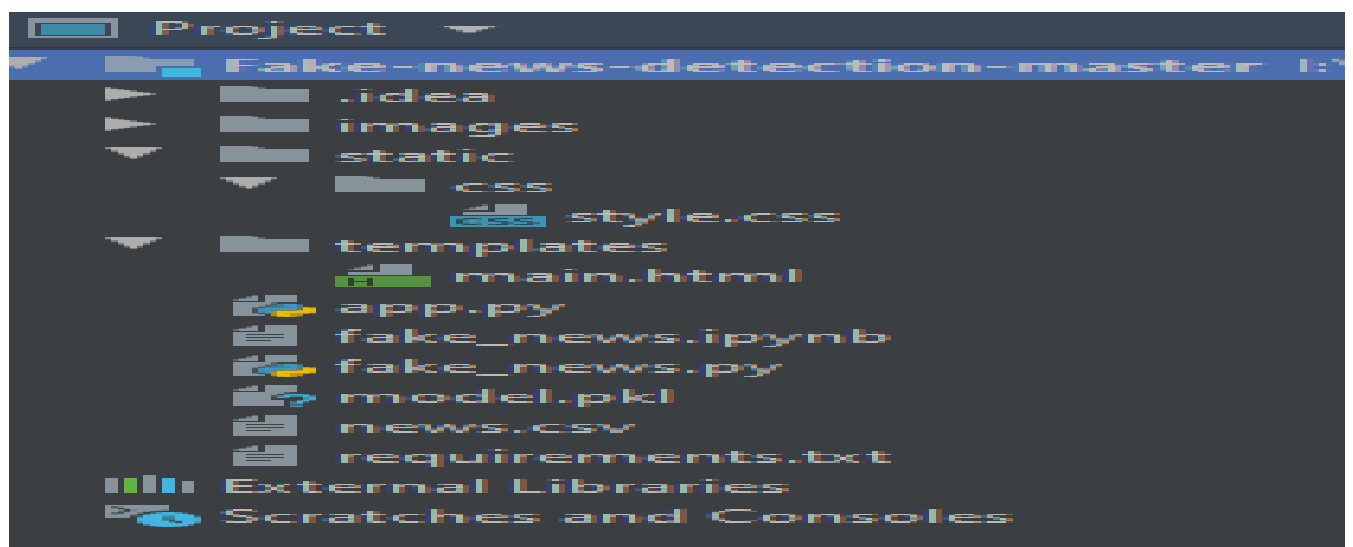 Project
Fake-news-detection-master
.idea
images
static
css
CSS
style.css
templates
H
main.html
app.py
fake_news.ipynb
fake_news.py
model.pkl
news.csv
requirements.txt
External Libraries
Scratches and Consoles